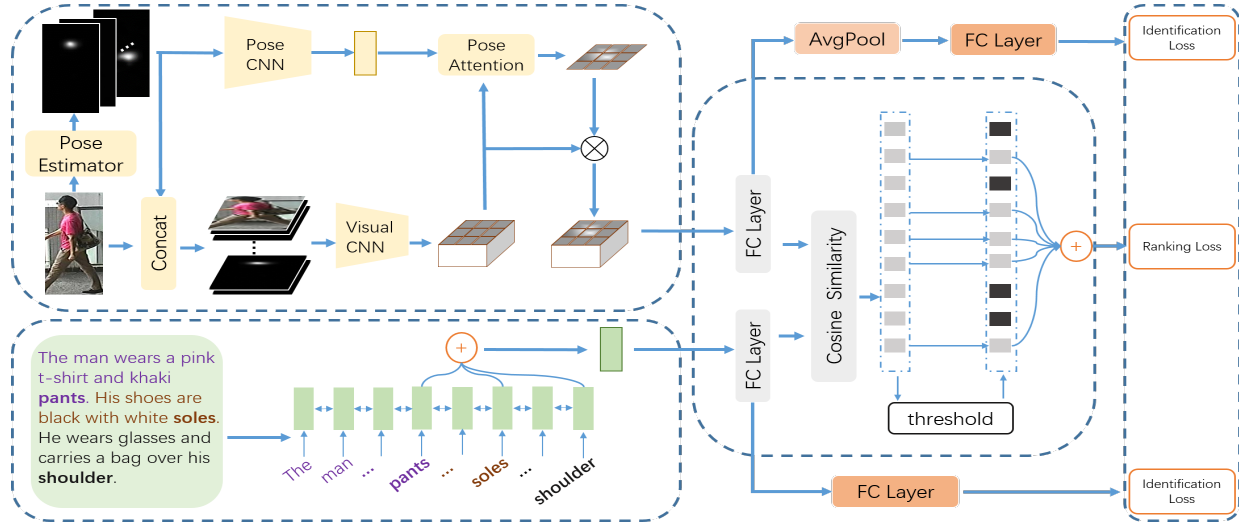 Pose
CNN
Pose
Attention
AvgPool
FC Layer
Identification
Loss
Pose
Estimator
Concat
Visual
CNN
FC Layer
Cosine Similarity
Ranking Loss
The man wears a pink
t-shirt and khaki
pants. His shoes are
black with white soles.
He wears glasses and
carries a bag over his
shoulder.
The
man
...
pants
...
soles
...
shoulder
FC Layer
threshold
FC Layer
Identification
Loss